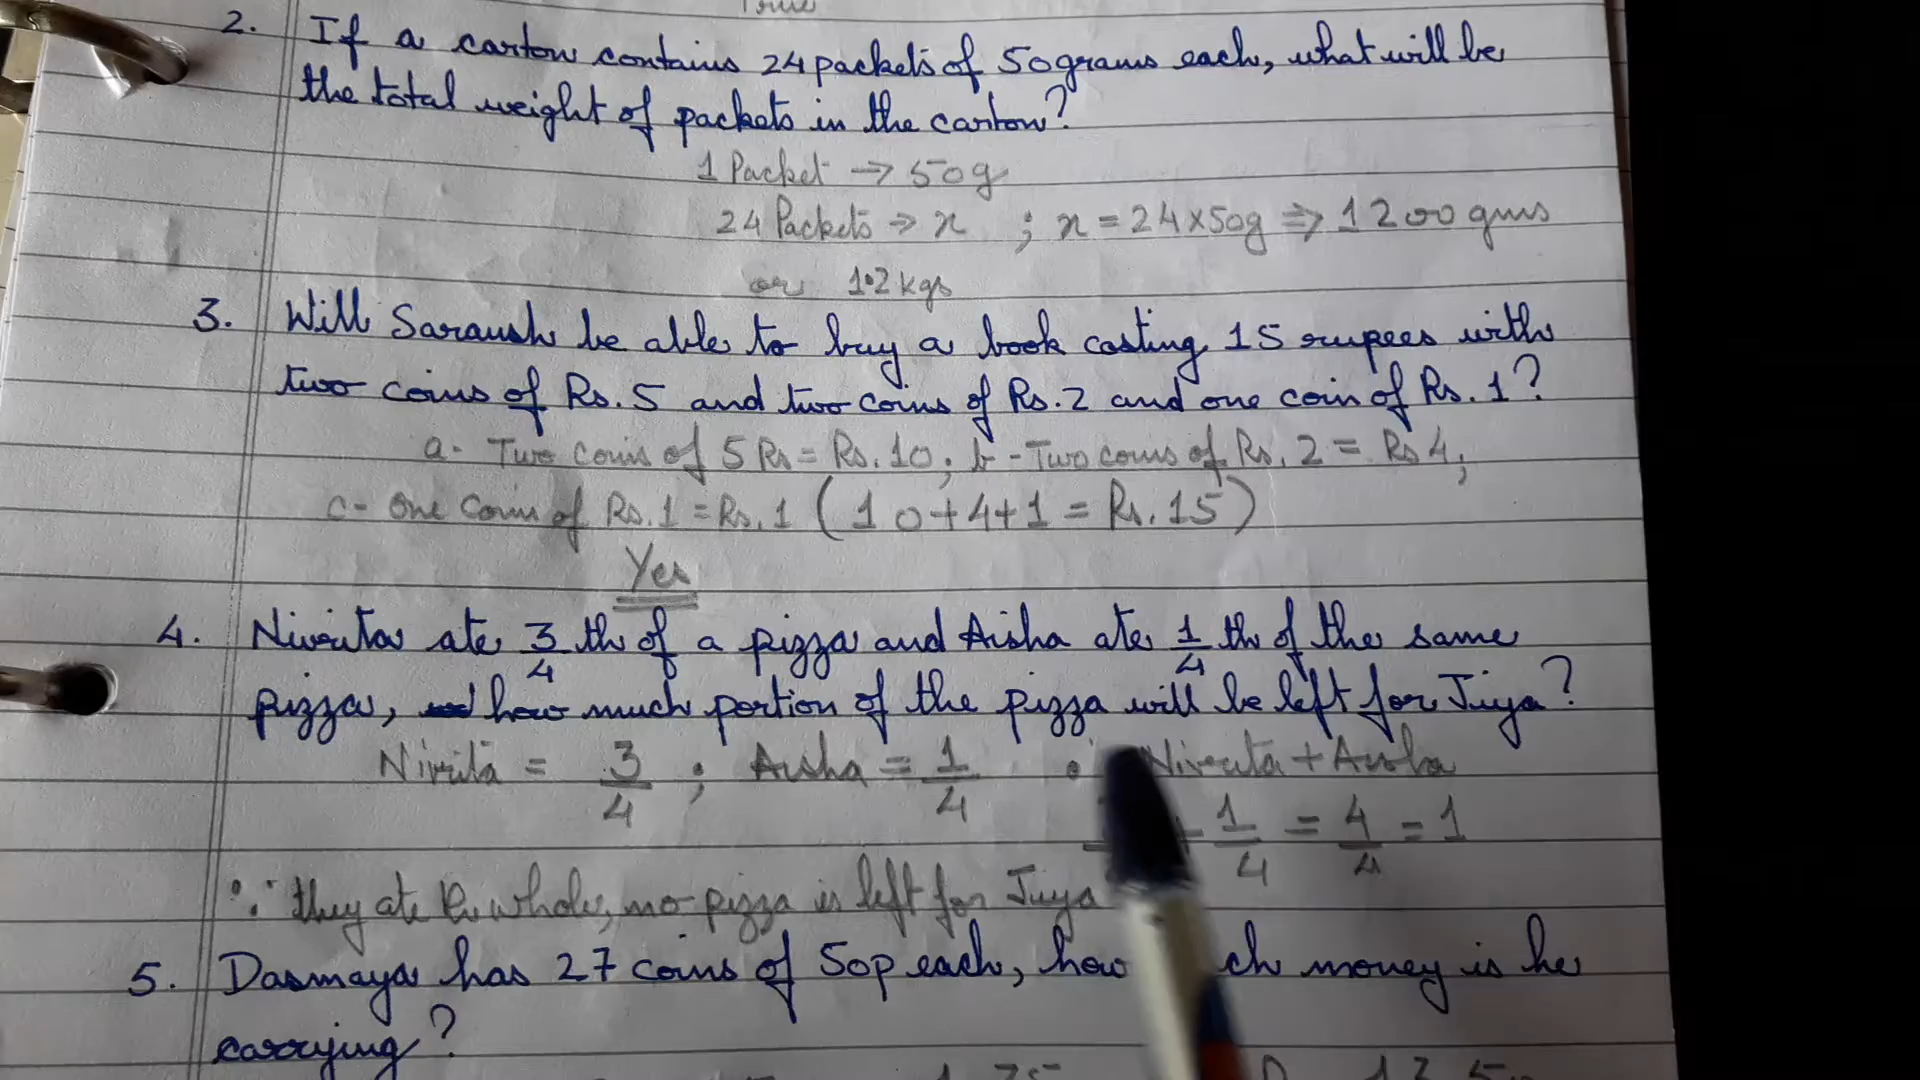 2. If a carton contains 24 packets of 50 grams each, what will be
the total weight of packets in the carton?
1 Packet → 50g
24 Packets → x ; x = 24 × 50g ⇒ 1200 gms
or 1.2 kgs
3. Will Saraush be able to buy a book costing 15 rupees with
two coins of Rs. 5 and two coins of Rs. 2 and one coin of Rs. 1?
a- Two coins of 5 Rs = Rs. 10, b - Two coins of Rs. 2 = Rs 4;
c- One Coin of Rs. 1 = Rs. 1 (10+4+1 = Rs. 15)
Yes
4. Nivrita ate 3/4 th of a pizza and Aisha ate 1/4 th of the same
pizza, how much portion of the pizza will be left for Jiya?
Nivrita = 3/4 ; Aisha = 1/4 Nivrita + Aisha
+ 1/4 = 4/4 = 1
∵ they ate the whole, no pizza is left for Jiya
5. Dasmaya has 27 coins of 50p each, how money is he
carrying?